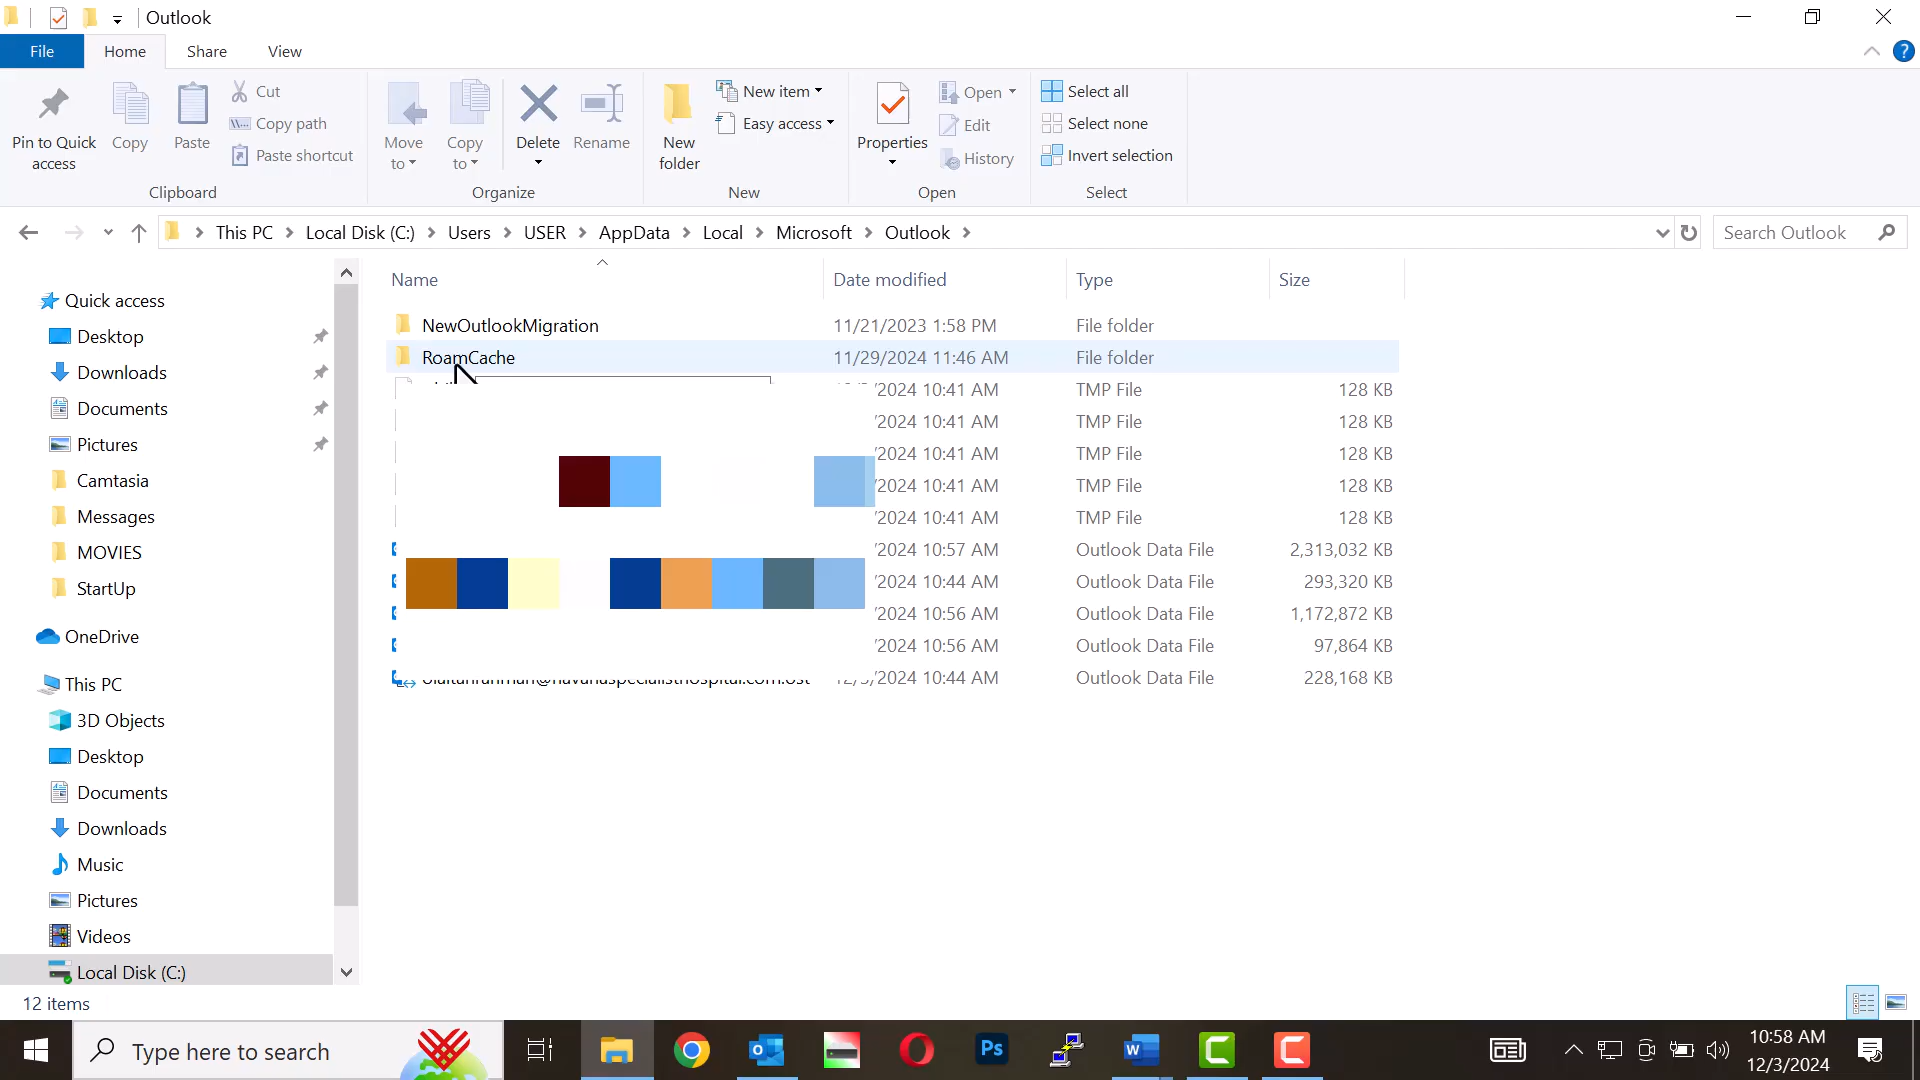 Outlook
File Home Share View
Pin to Quick access
Copy
Paste
Cut
Copy path
Paste shortcut
Clipboard
Move to
Copy to
Delete
Rename
Organize
New folder
New item
Easy access
New
Properties
Open
Edit
History
Open
Select all
Select none
Invert selection
Select
This PC Local Disk (C:) Users USER AppData Local Microsoft Outlook
Search Outlook
Quick access
Desktop
Downloads
Documents
Pictures
Camtasia
Messages
MOVIES
StartUp
OneDrive
This PC
3D Objects
Desktop
Documents
Downloads
Music
Pictures
Videos
Local Disk (C:)
Name Date modified Type Size
NewOutlookMigration 11/21/2023 1:58 PM File folder
RoamCache 11/29/2024 11:46 AM File folder
/2024 10:41 AM TMP File 128 KB
/2024 10:41 AM TMP File 128 KB
/2024 10:41 AM TMP File 128 KB
/2024 10:41 AM TMP File 128 KB
/2024 10:41 AM TMP File 128 KB
/2024 10:57 AM Outlook Data File 2,313,032 KB
/2024 10:44 AM Outlook Data File 293,320 KB
/2024 10:56 AM Outlook Data File 1,172,872 KB
/2024 10:56 AM Outlook Data File 97,864 KB
/2024 10:44 AM Outlook Data File 228,168 KB
12 items
Type here to search
Ps
10:58 AM
12/3/2024